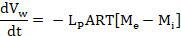 dV_w/dt = - L_PART[M_e - M_i]